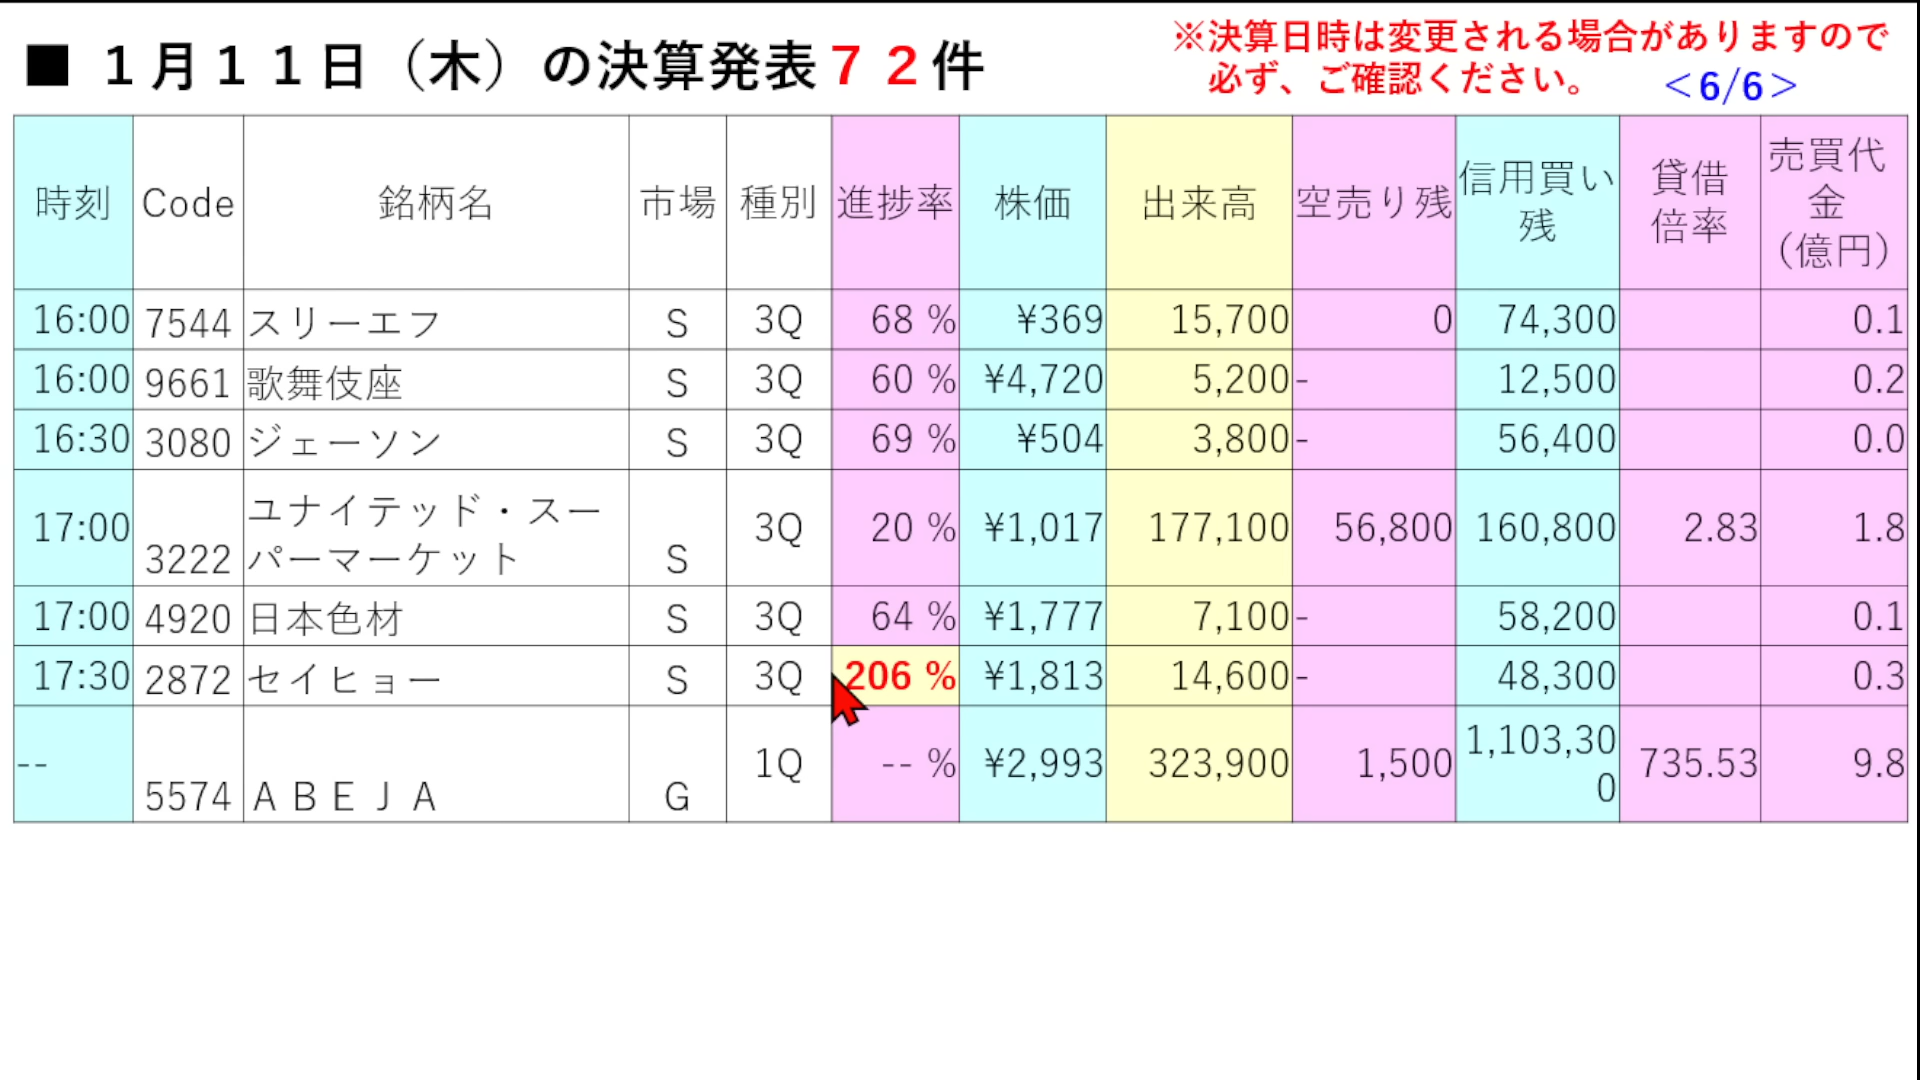 ■ １月１１日（木）の決算発表７２件
※決算日時は変更される場合がありますので
必ず、ご確認ください。 ＜6/6＞
時刻 Code 銘柄名 市場 種別 進捗率 株価 出来高 空売り残 信用買い残 貸借倍率 売買代金（億円）
16:00 7544 スリーエフ S 3Q 68 % ¥369 15,700 0 74,300 0.1
16:00 9661 歌舞伎座 S 3Q 60 % ¥4,720 5,200 - 12,500 0.2
16:30 3080 ジェーソン S 3Q 69 % ¥504 3,800 - 56,400 0.0
17:00 3222 ユナイテッド・スーパーマーケット S 3Q 20 % ¥1,017 177,100 56,800 160,800 2.83 1.8
17:00 4920 日本色材 S 3Q 64 % ¥1,777 7,100 - 58,200 0.1
17:30 2872 セイヒョー S 3Q 206 % ¥1,813 14,600 - 48,300 0.3
-- 5574 ＡＢＥＪＡ G 1Q -- % ¥2,993 323,900 1,500 1,103,300 735.53 9.8